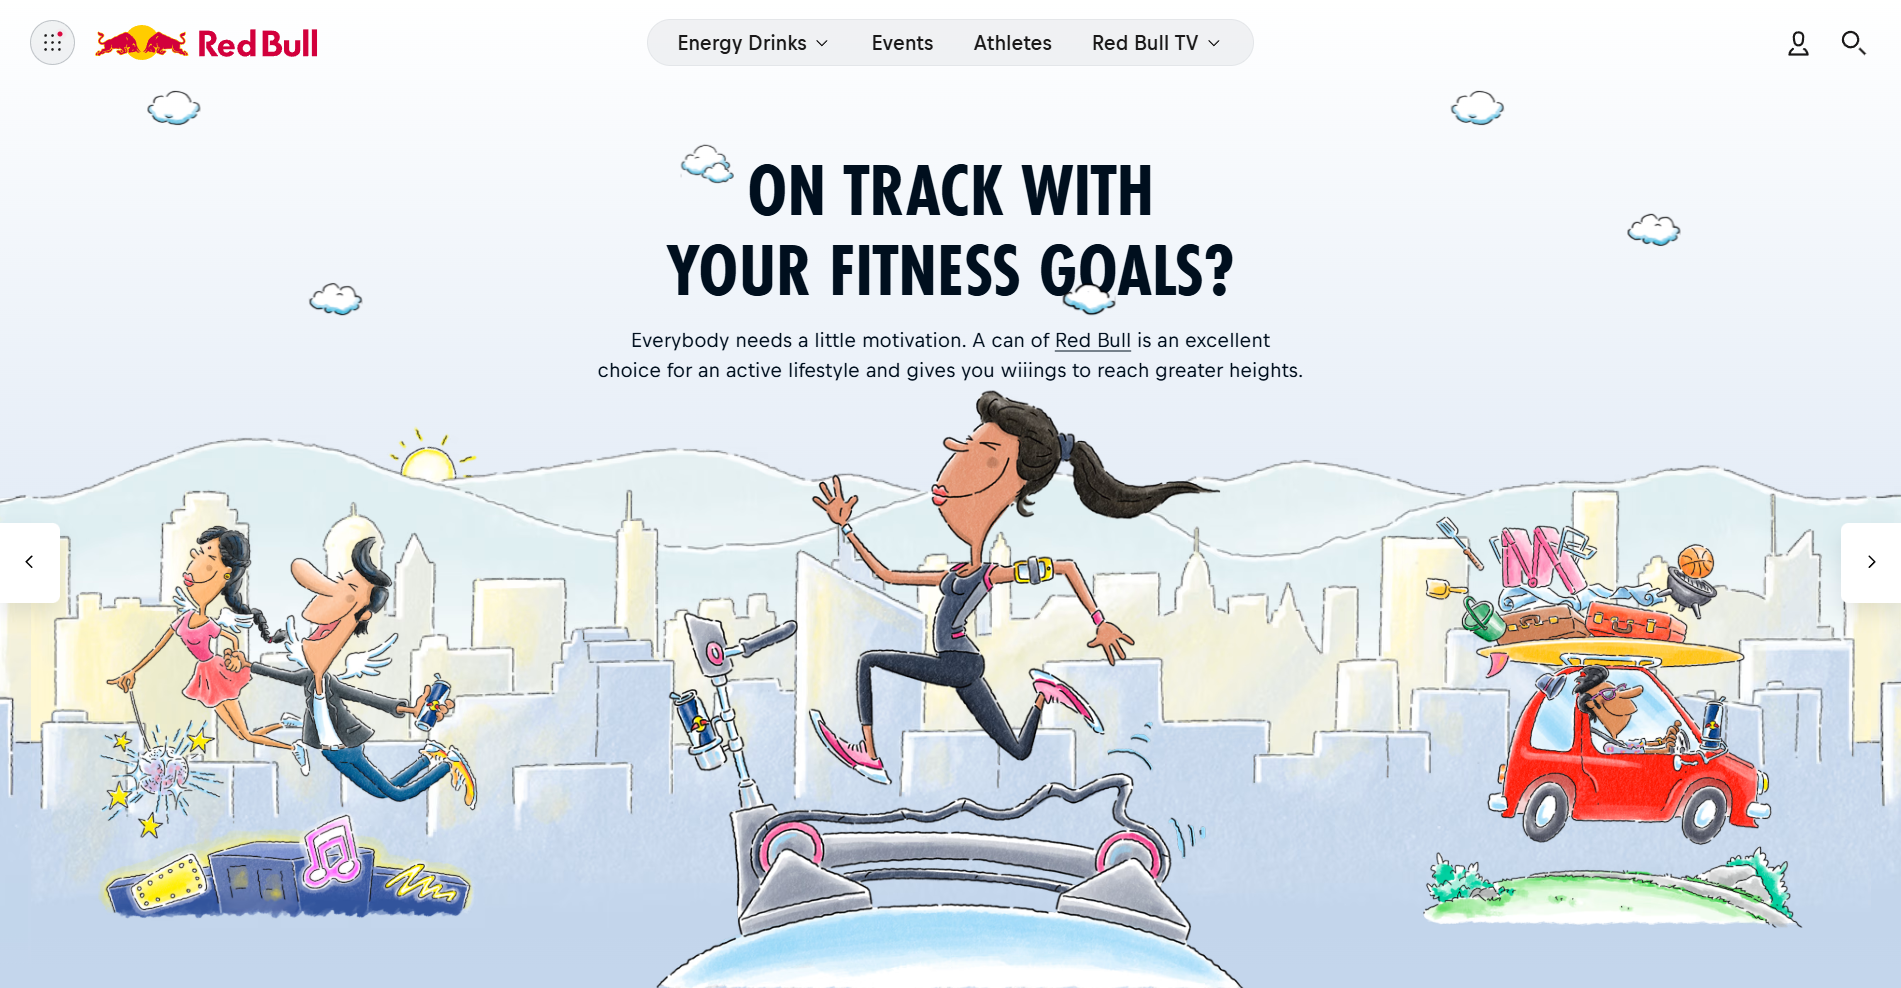 Red Bull
Energy Drinks
Events
Athletes
Red Bull TV
ON TRACK WITH
YOUR FITNESS GOALS?
Everybody needs a little motivation. A can of Red Bull is an excellent
choice for an active lifestyle and gives you wiiings to reach greater heights.